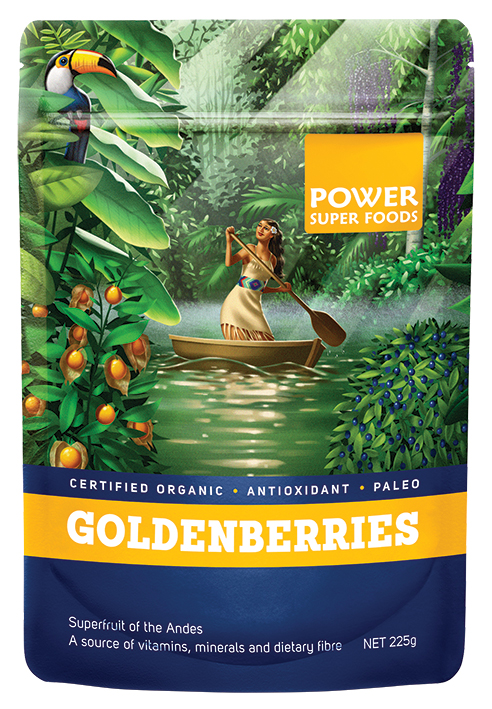 POWER
SUPER FOODS
CERTIFIED ORGANIC • ANTIOXIDANT • PALEO
GOLDENBERRIES
Superfruit of the Andes
A source of vitamins, minerals and dietary fibre NET 225g